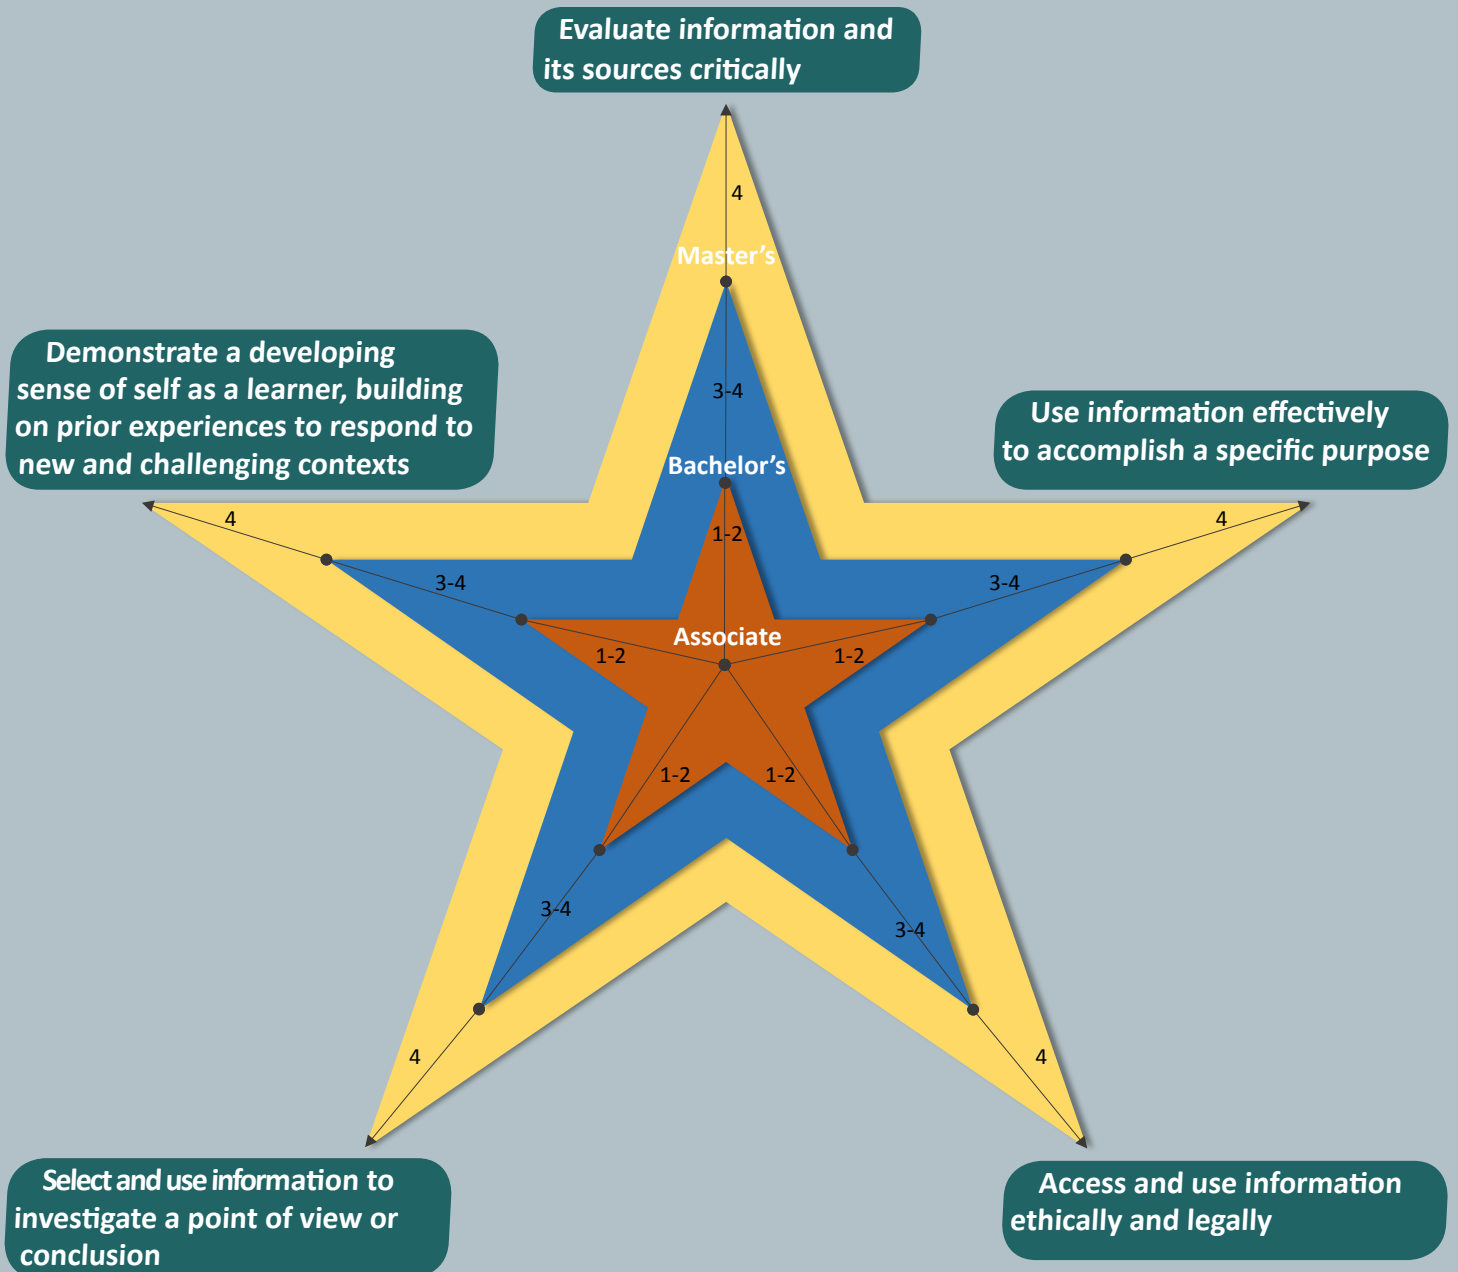 Evaluate information and
its sources critically
4
Master's
Demonstrate a developing
sense of self as a learner, building
on prior experiences to respond to
new and challenging contexts
3-4
Use information effectively
to accomplish a specific purpose
Bachelor's
4
4
1-2
3-4
3-4
Associate
1-2
1-2
1-2
1-2
3-4
3-4
4
4
Select and use information to
investigate a point of view or
conclusion
Access and use information
ethically and legally